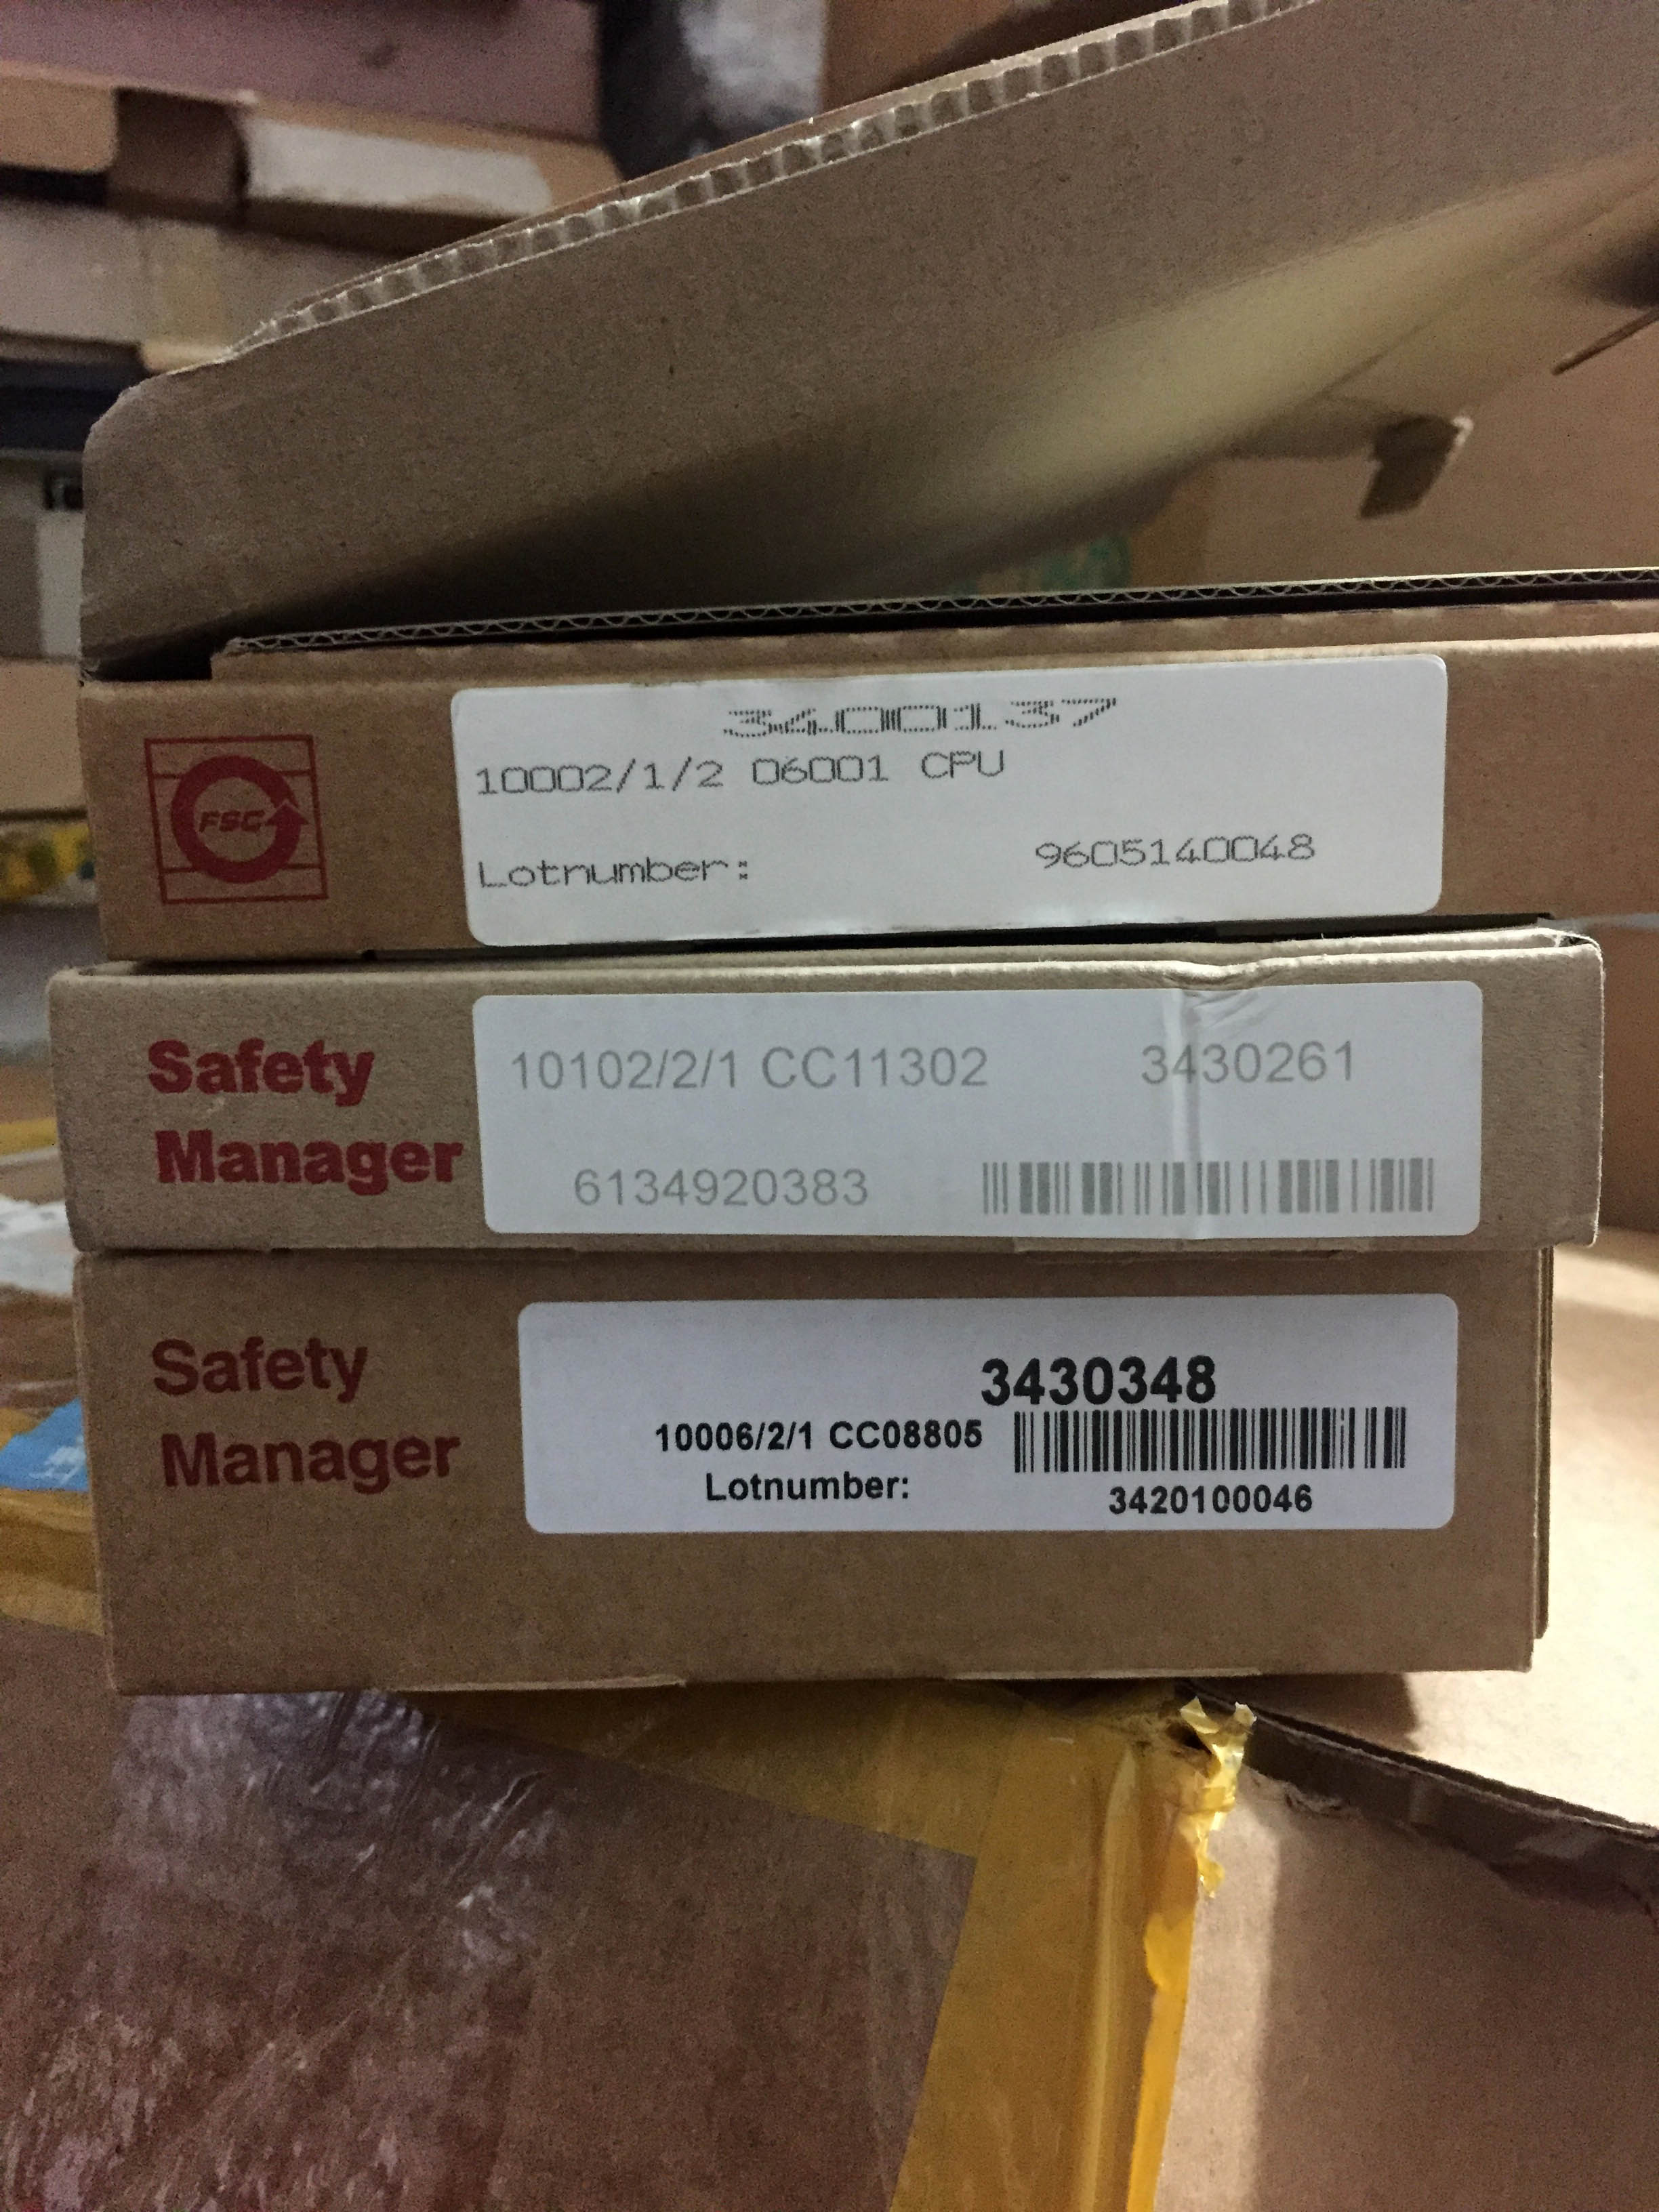 3400137
10002/1/2 06001 CPU
FSC
Lotnumber: 9605140048
Safety
Manager
10102/2/1 CC11302 3430261
6134920383
Safety
Manager
3430348
10006/2/1 CC08805
Lotnumber:
3420100046